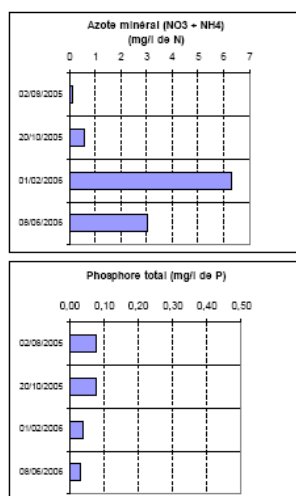 Azote minéral (NO3 + NH4)
(mg/l de N)
0 1 2 3 4 5 6 7
02/08/2005
20/10/2005
01/02/2006
08/06/2006
Phosphore total (mg/l de P)
0,00 0,10 0,20 0,30 0,40 0,50
02/08/2005
20/10/2005
01/02/2006
08/06/2006